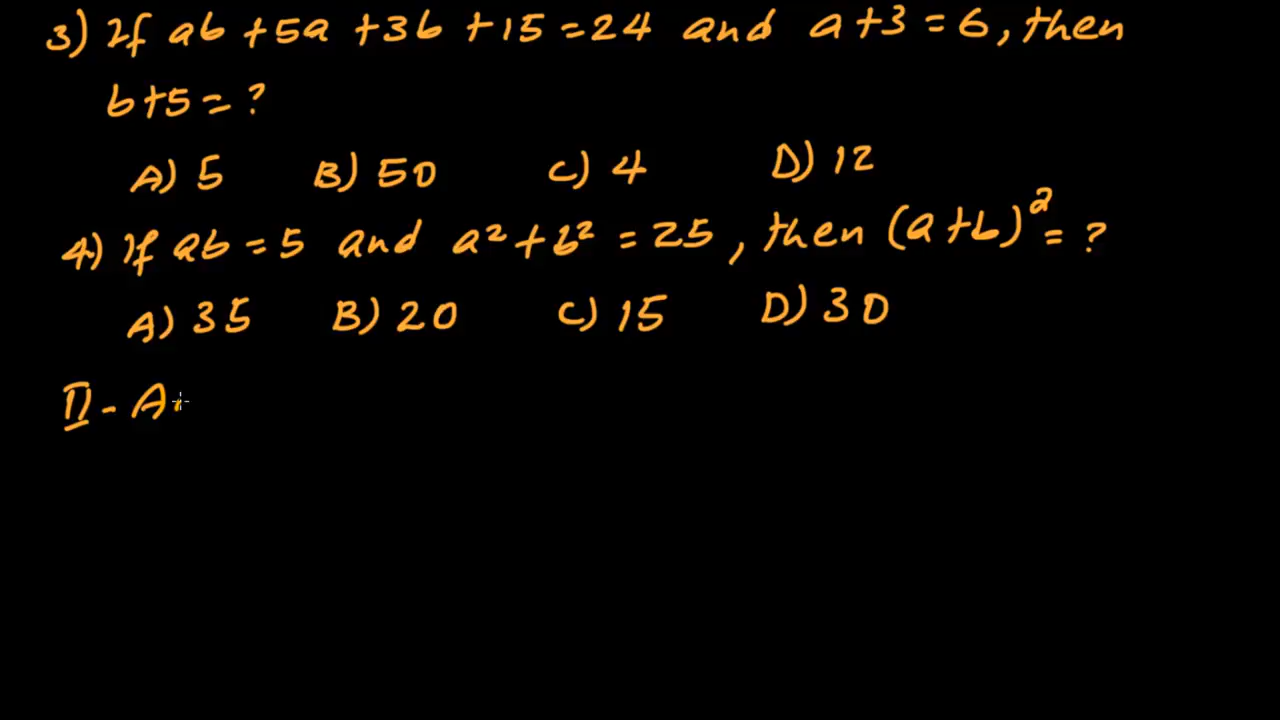 3) If ab + 5a + 3b + 15 = 24 and a + 3 = 6, then
b + 5 = ?
A) 5 B) 50 C) 4 D) 12
4) If ab = 5 and a² + b² = 25, then (a + b)² = ?
A) 35 B) 20 C) 15 D) 30
II - A